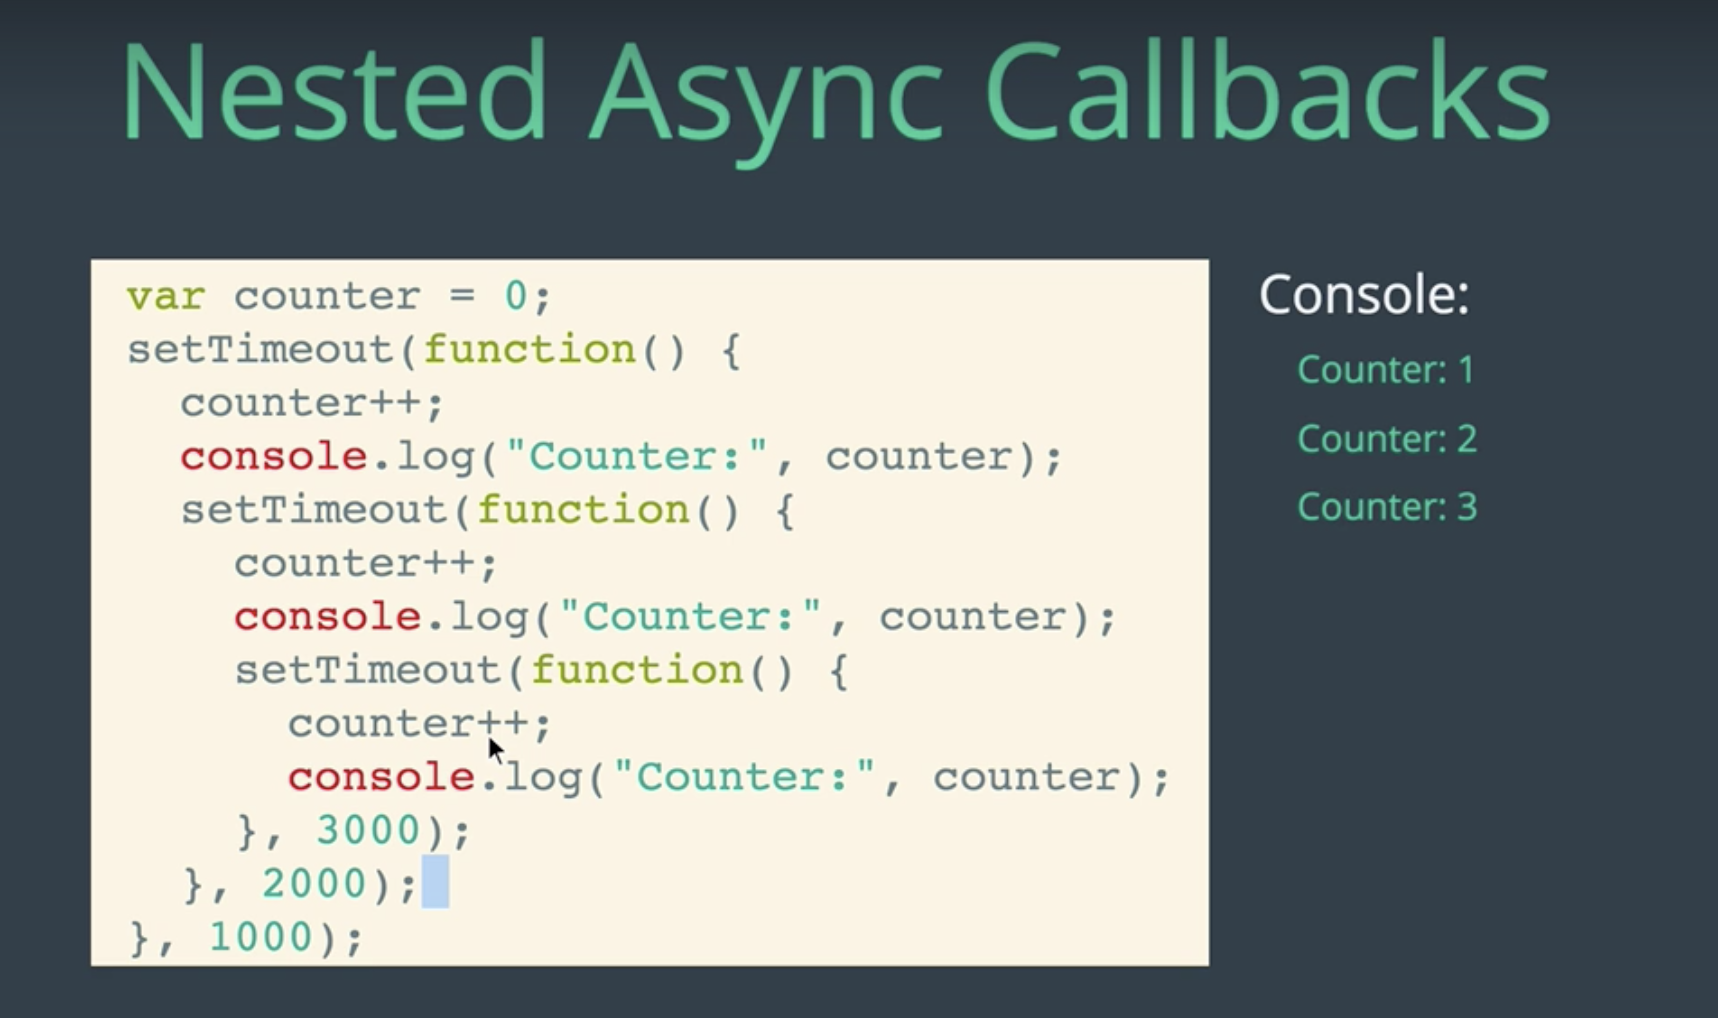 Nested Async Callbacks
var counter = 0;
setTimeout(function() {
  counter++;
  console.log("Counter:", counter);
  setTimeout(function() {
    counter++;
    console.log("Counter:", counter);
    setTimeout(function() {
      counter++;
      console.log("Counter:", counter);
    }, 3000);
  }, 2000);
}, 1000);
Console:
Counter: 1
Counter: 2
Counter: 3